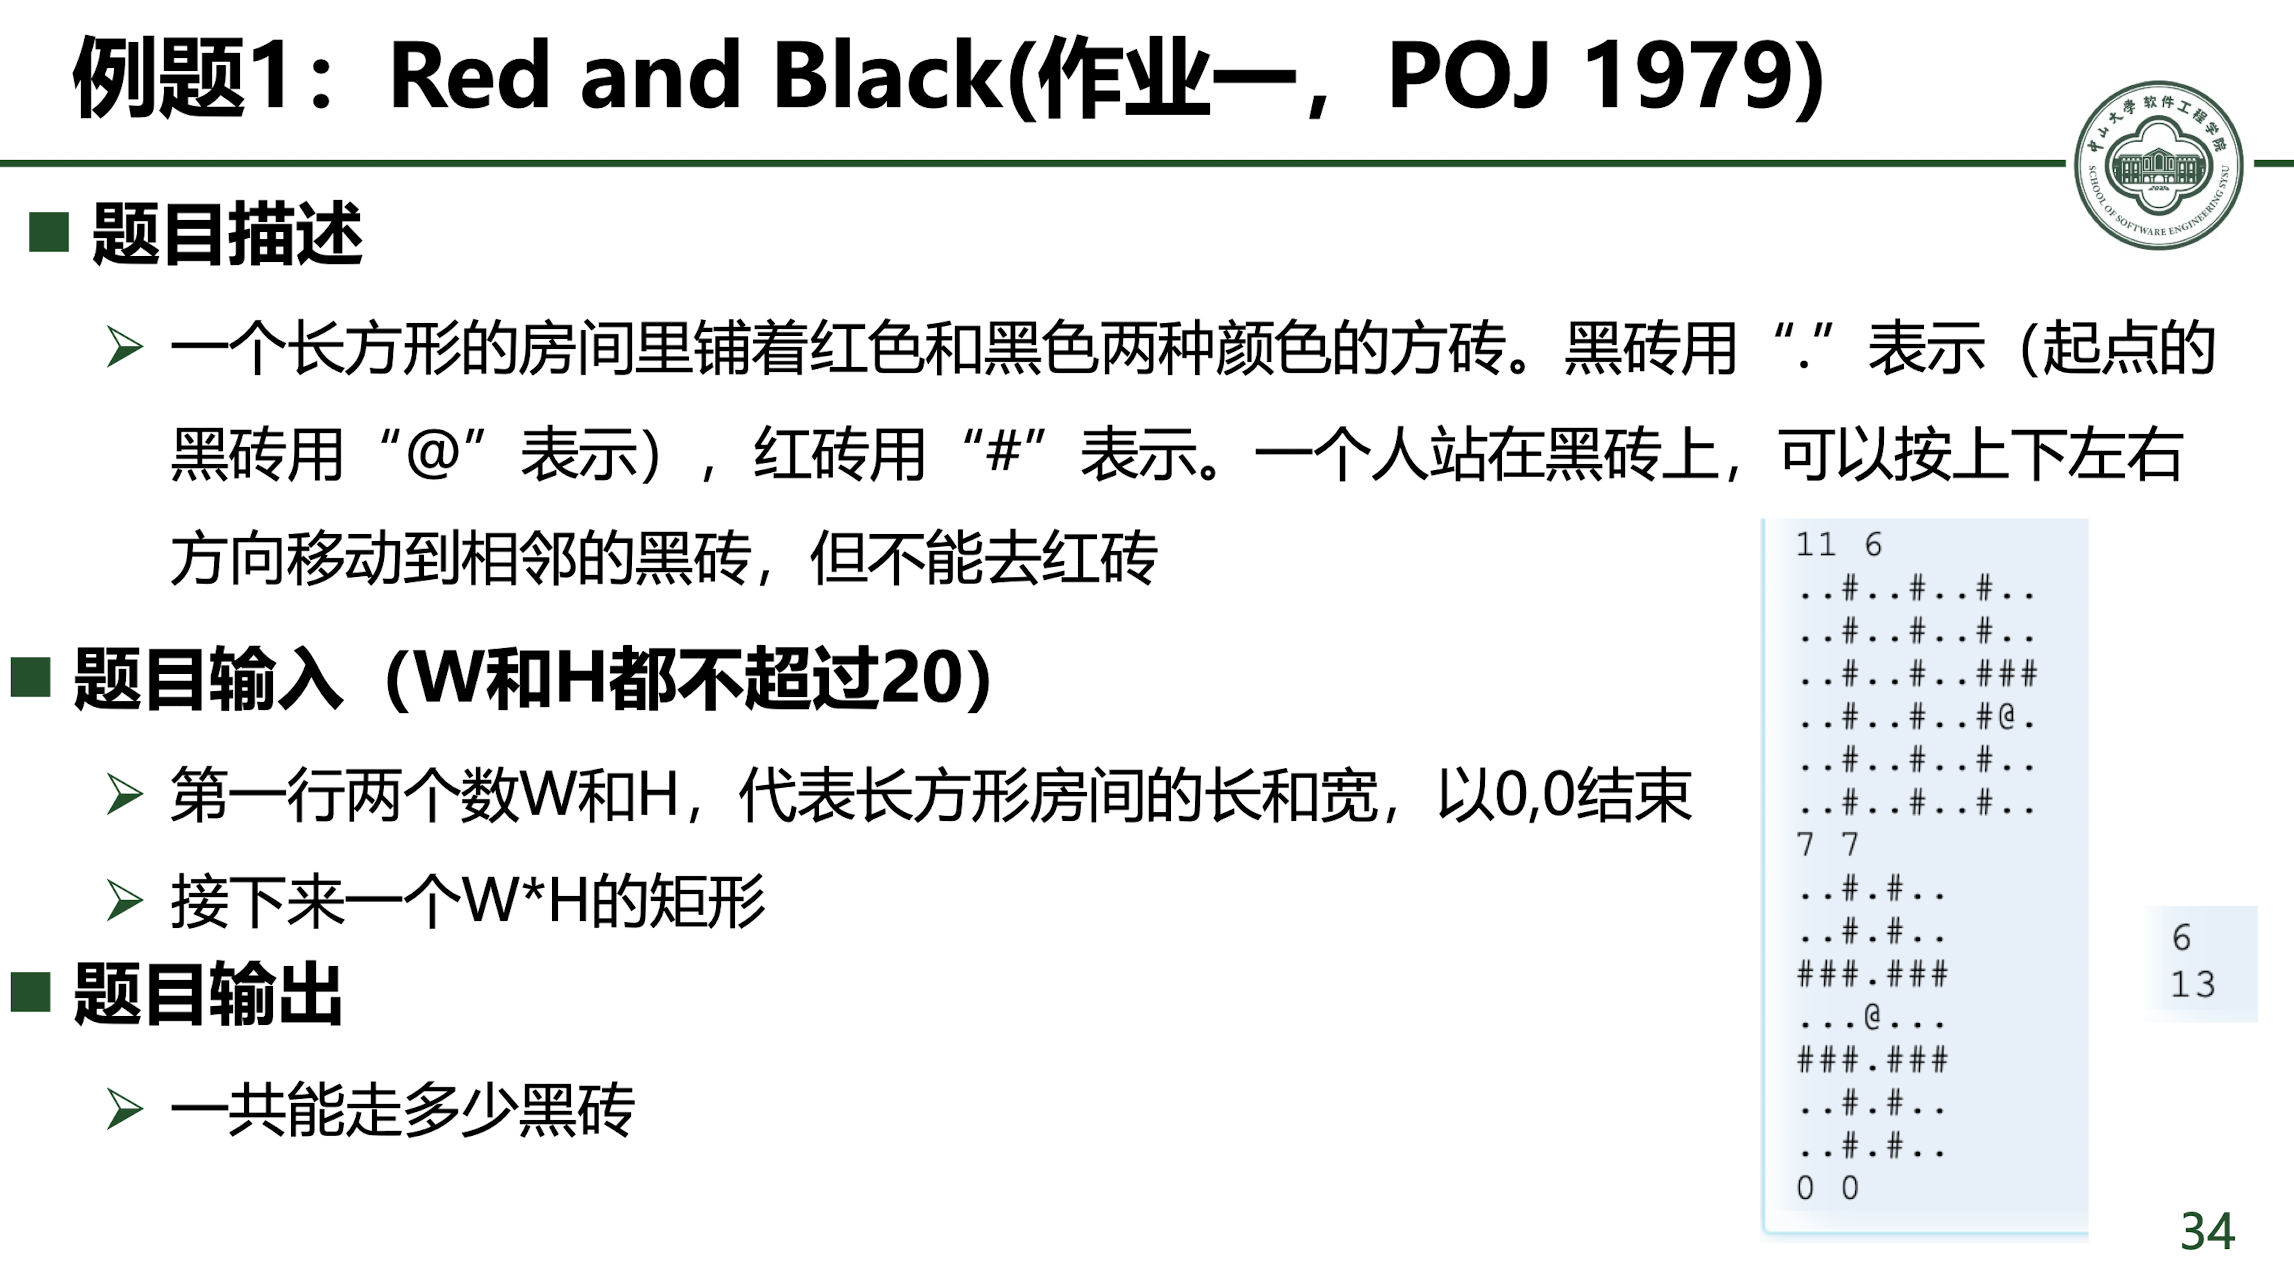 例题1：Red and Black(作业一，POJ 1979)
中山大学软件工程学院
SCHOOL OF SOFTWARE ENGINEERING SYSU
题目描述
一个长方形的房间里铺着红色和黑色两种颜色的方砖。黑砖用“.”表示（起点的
黑砖用“@”表示），红砖用“#”表示。一个人站在黑砖上，可以按上下左右
方向移动到相邻的黑砖，但不能去红砖
题目输入（W和H都不超过20）
第一行两个数W和H，代表长方形房间的长和宽，以0,0结束
接下来一个W*H的矩形
题目输出
一共能走多少黑砖
11 6
..#..#..#..
..#..#..#..
..#..#..###
..#..#..#@.
..#..#..#..
..#..#..#..
7 7
..#.#..
..#.#..
###.###
...@...
###.###
..#.#..
..#.#..
0 0
6
13
34